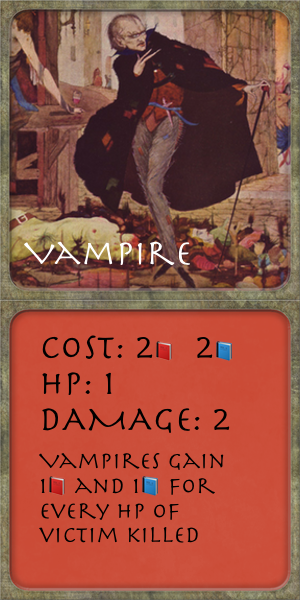 VAMPIRE
COST: 2 2
HP: 1
DAMAGE: 2
VAMPIRES GAIN
1 AND 1 FOR
EVERY HP OF
VICTIM KILLED